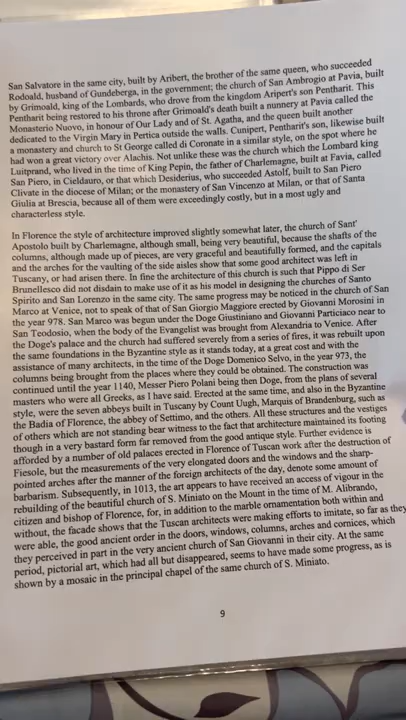 San Salvatore in the same city, built by Aribert, the brother of the same queen, who succeeded
Rodoald, husband of Gundeberga, in the government; the church of San Ambrogio at Pavia, built
by Grimoald, king of the Lombards, who drove from the kingdom Aripert's son Pentharit. This
Pentharit being restored to his throne after Grimoald's death built a nunnery at Pavia called the
Monasterio Nuovo, in honour of Our Lady and of St. Agatha, and the queen built another
dedicated to the Virgin Mary in Pertica outside the walls. Cunipert, Pentharit's son, likewise built
a monastery and church to St George called di Coronate in a similar style, on the spot where he
had won a great victory over Alachis. Not unlike these was the church which the Lombard king
Luitprand, who lived in the time of King Pepin, the father of Charlemagne, built at Pavia, called
San Piero, in Cieldauro, or that which Desiderius, who succeeded Astolf, built to San Piero
Clivate in the diocese of Milan; or the monastery of San Vincenzo at Milan, or that of Santa
Giulia at Brescia, because all of them were exceedingly costly, but in a most ugly and
characterless style.
In Florence the style of architecture improved slightly somewhat later, the church of Sant'
Apostolo built by Charlemagne, although small, being very beautiful, because the shafts of the
columns, although made up of pieces, are very graceful and beautifully formed, and the capitals
and the arches for the vaulting of the side aisles show that some good architect was left in
Tuscany, or had arisen there. In fine the architecture of this church is such that Pippo di Ser
Brunellesco did not disdain to make use of it as his model in designing the churches of Santo
Spirito and San Lorenzo in the same city. The same progress may be noticed in the church of San
Marco at Venice, not to speak of that of San Giorgio Maggiore erected by Giovanni Morosini in
the year 978. San Marco was begun under the Doge Giustiniano and Giovanni Particiaco near to
San Teodosio, when the body of the Evangelist was brought from Alexandria to Venice. After
the Doge's palace and the church had suffered severely from a series of fires, it was rebuilt upon
the same foundations in the Byzantine style as it stands today, at a great cost and with the
assistance of many architects, in the time of the Doge Domenico Selvo, in the year 973, the
columns being brought from the places where they could be obtained. The construction was
continued until the year 1140, Messer Piero Polani being then Doge, from the plans of several
masters who were all Greeks, as I have said. Erected at the same time, and also in the Byzantine
style, were the seven abbeys built in Tuscany by Count Ugh, Marquis of Brandenburg, such as
the Badia of Florence, the abbey of Settimo, and the others. All these structures and the vestiges
of others which are not standing bear witness to the fact that architecture maintained its footing
though in a very bastard form far removed from the good antique style. Further evidence is
afforded by a number of old palaces erected in Florence of Tuscan work after the destruction of
Fiesole, but the measurements of the very elongated doors and the windows and the sharp-
pointed arches after the manner of the foreign architects of the day, denote some amount of
barbarism. Subsequently, in 1013, the art appears to have received an access of vigour in the
rebuilding of the beautiful church of S. Miniato on the Mount in the time of M. Alibrando,
citizen and bishop of Florence, for, in addition to the marble ornamentation both within and
without, the facade shows that the Tuscan architects were making efforts to imitate, so far as they
were able, the good ancient order in the doors, windows, columns, arches and cornices, which
they perceived in part in the very ancient church of San Giovanni in their city. At the same
period, pictorial art, which had all but disappeared, seems to have made some progress, as is
shown by a mosaic in the principal chapel of the same church of S. Miniato.
9